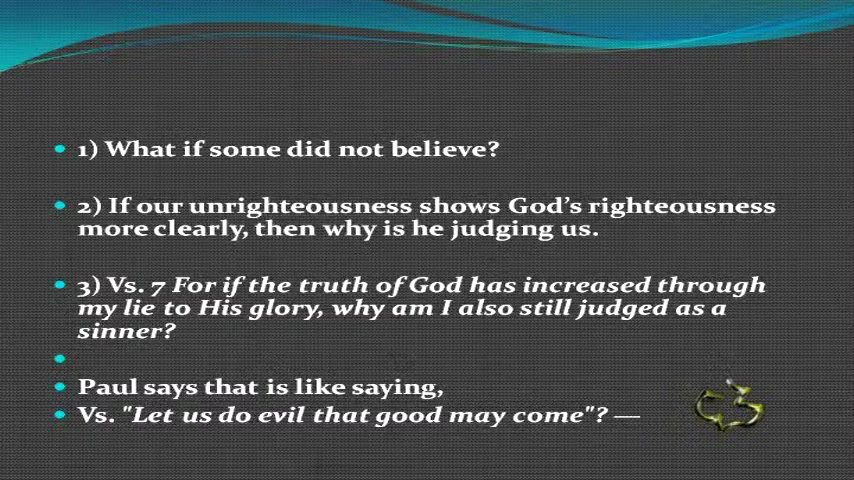 1) What if some did not believe?
2) If our unrighteousness shows God's righteousness
more clearly, then why is he judging us.
3) Vs. 7 For if the truth of God has increased through
my lie to His glory, why am I also still judged as a
sinner?
Paul says that is like saying,
Vs. "Let us do evil that good may come"? —